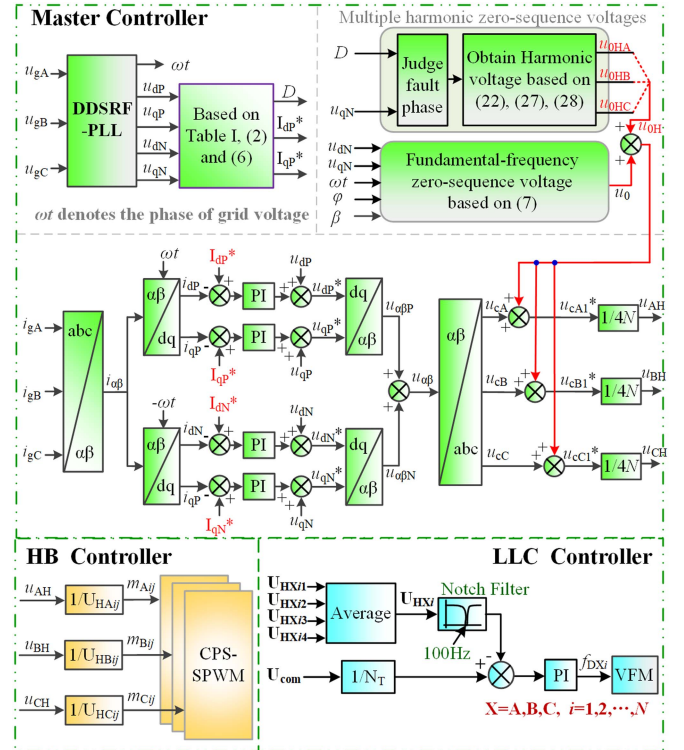 Master Controller
u_gA
u_gB
u_gC
DDSRF
-PLL
ωt
u_dP
u_qP
u_dN
u_qN
Based on
Table I, (2)
and (6)
D
I_dP*
I_qP*
ωt denotes the phase of grid voltage
Multiple harmonic zero-sequence voltages
D
u_qN
Judge
fault
phase
Obtain Harmonic
voltage based on
(22), (27), (28)
u_0HA
u_0HB
u_0HC
u_0H
+
+
u_dN
u_qN
ωt
φ
β
Fundamental-frequency
zero-sequence voltage
based on (7)
u_0
i_gA
i_gB
i_gC
abc
αβ
i_αβ
ωt
αβ
dq
i_dP
-
I_dP*
+
PI
u_dP
+
+
u_dP*
i_qP
-
I_qP*
+
PI
u_qP
+
+
u_qP*
dq
αβ
u_αβP
-ωt
αβ
dq
i_dN
-
I_dN*
+
PI
u_dN
+
+
u_dN*
i_qP
-
I_qN*
+
PI
u_qN
+
+
u_qN*
dq
αβ
u_αβN
+
+
u_αβ
αβ
abc
u_cA
+
+
u_cA1*
1/4N
u_AH
u_cB
+
+
u_cB1*
1/4N
u_BH
u_cC
+
+
u_cC1*
1/4N
u_CH
HB Controller
u_AH
1/U_HAij
m_Aij
u_BH
1/U_HBij
m_Bij
u_CH
1/U_HCij
m_Cij
CPS-
SPWM
LLC Controller
U_HXi1
U_HXi2
U_HXi3
U_HXi4
Average
U_HXi
Notch Filter
100Hz
U_com
1/N_T
+
-
PI
f_DXi
VFM
X=A,B,C, i=1,2,⋯,N